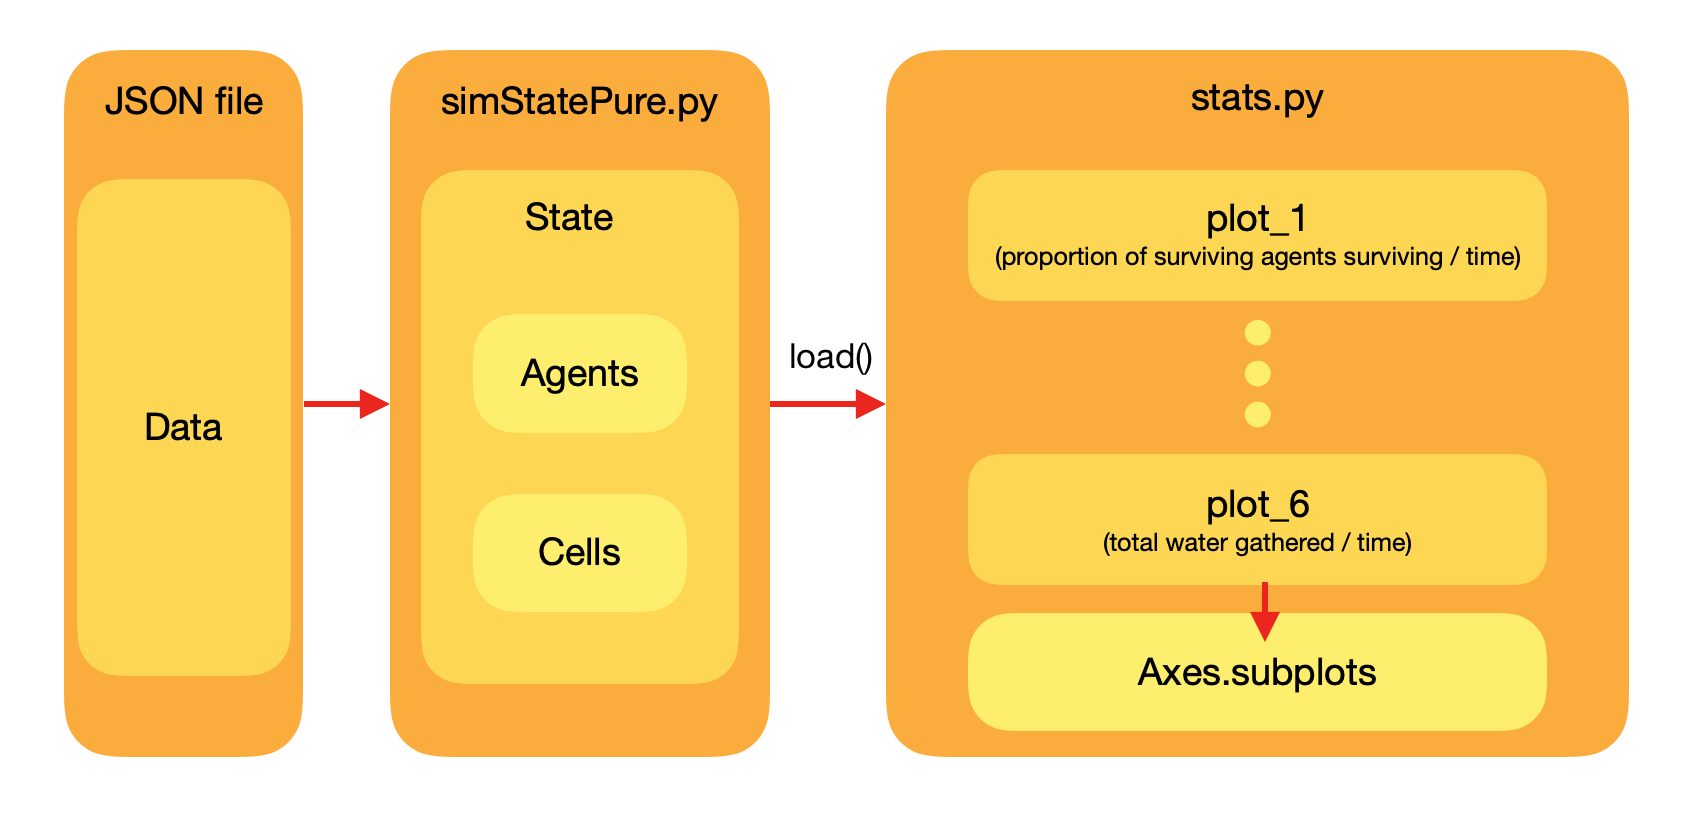 JSON file
Data
simStatePure.py
State
Agents
Cells
load()
stats.py
plot_1
(proportion of surviving agents surviving / time)
plot_6
(total water gathered / time)
Axes.subplots